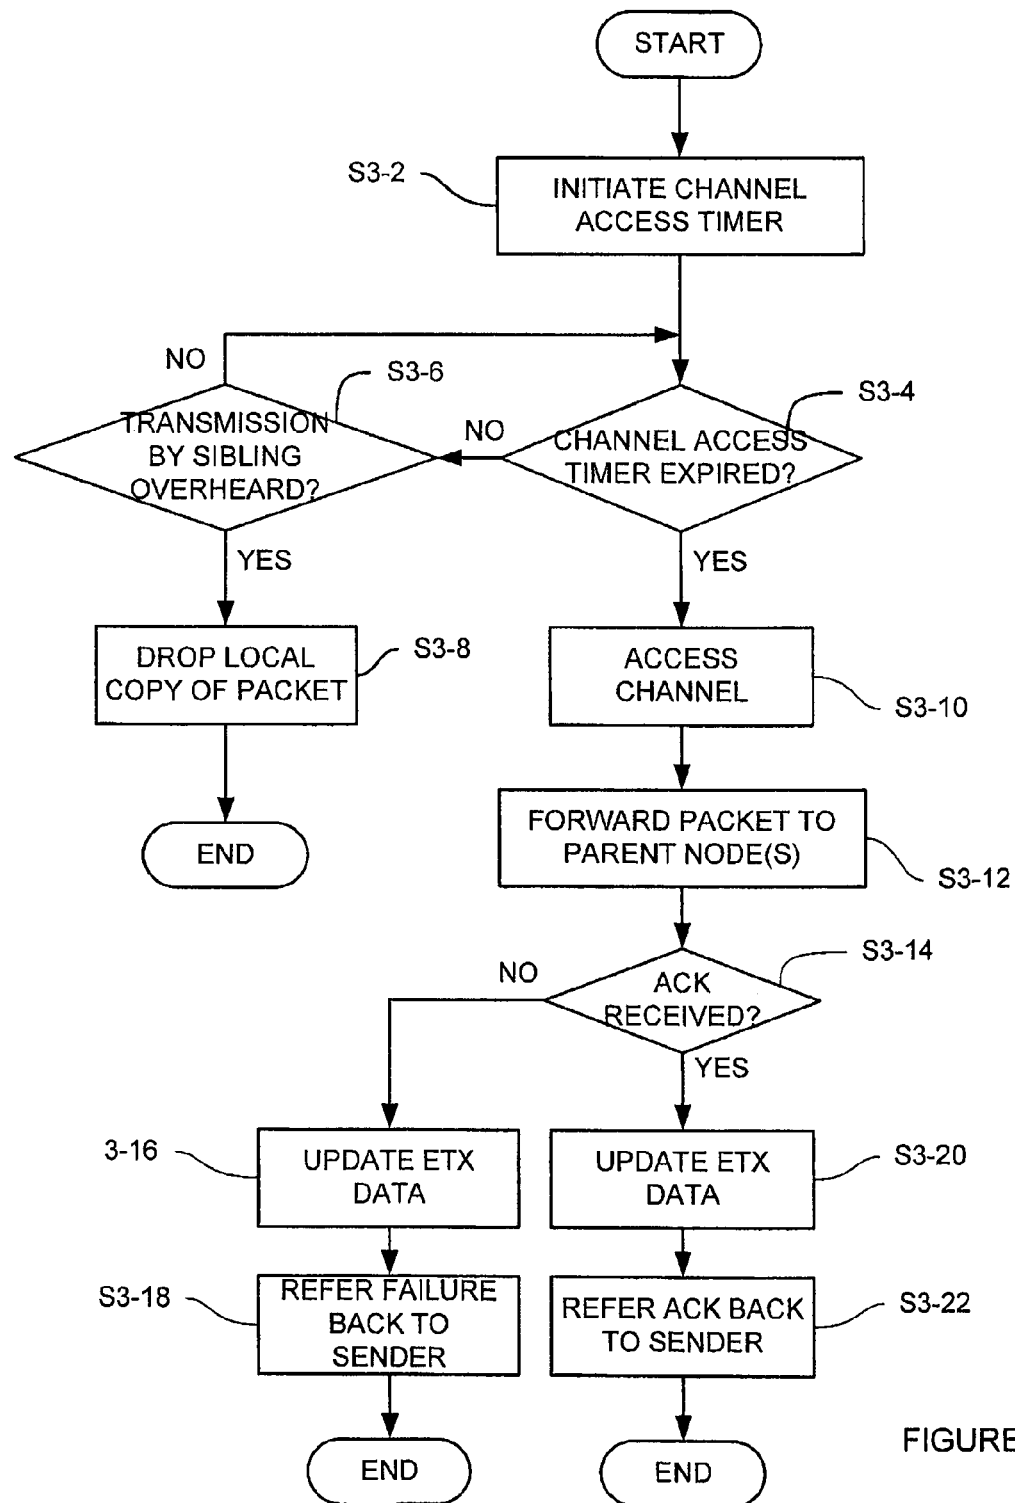 START
S3-2
INITIATE CHANNEL
ACCESS TIMER
NO
S3-6
S3-4
TRANSMISSION
BY SIBLING
OVERHEARD?
NO
CHANNEL ACCESS
TIMER EXPIRED?
YES
YES
DROP LOCAL
COPY OF PACKET
S3-8
ACCESS
CHANNEL
S3-10
END
FORWARD PACKET TO
PARENT NODE(S)
S3-12
NO
S3-14
ACK
RECEIVED?
YES
3-16
UPDATE ETX
DATA
UPDATE ETX
DATA
S3-20
S3-18
REFER FAILURE
BACK TO
SENDER
REFER ACK BACK
TO SENDER
S3-22
END
END
FIGURE